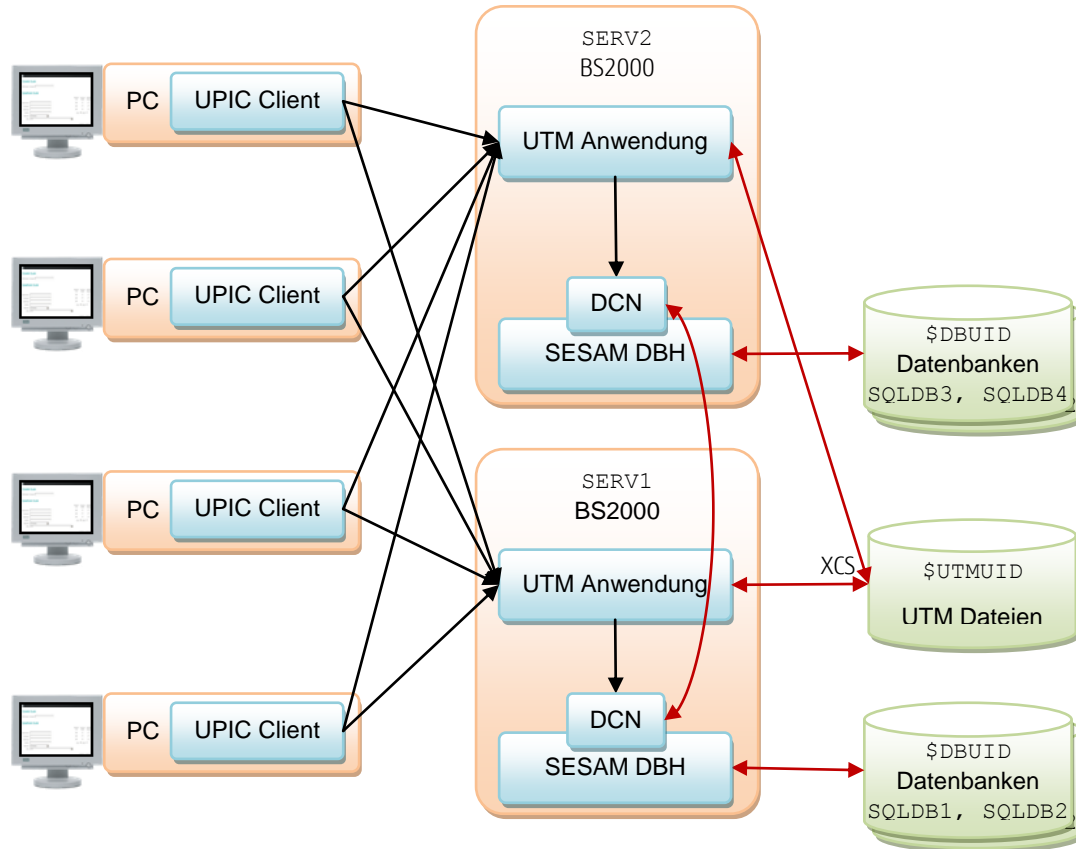 SERV2
BS2000
PC
UPIC Client
UTM Anwendung
PC
UPIC Client
DCN
SESAM DBH
$DBUID
Datenbanken
SQLDB3, SQLDB4
PC
UPIC Client
SERV1
BS2000
UTM Anwendung
XCS
$UTMUID
UTM Dateien
PC
UPIC Client
DCN
SESAM DBH
$DBUID
Datenbanken
SQLDB1, SQLDB2